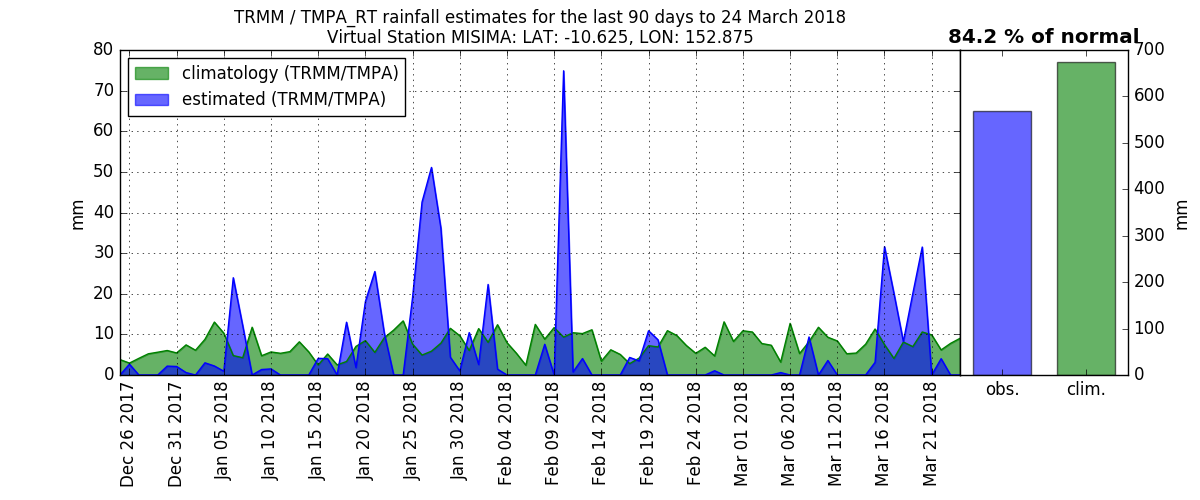 TRMM / TMPA_RT rainfall estimates for the last 90 days to 24 March 2018
Virtual Station MISIMA: LAT: -10.625, LON: 152.875
84.2 % of normal
climatology (TRMM/TMPA)
estimated (TRMM/TMPA)
mm
80
70
60
50
40
30
20
10
0
Dec 26 2017
Dec 31 2017
Jan 05 2018
Jan 10 2018
Jan 15 2018
Jan 20 2018
Jan 25 2018
Jan 30 2018
Feb 04 2018
Feb 09 2018
Feb 14 2018
Feb 19 2018
Feb 24 2018
Mar 01 2018
Mar 06 2018
Mar 11 2018
Mar 16 2018
Mar 21 2018
obs.
clim.
700
600
500
400
300
200
100
0
mm